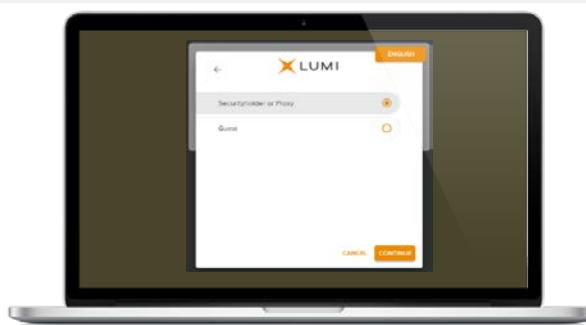 ENGLISH
LUMI
Securityholder or Proxy
Guest
CANCEL
CONTINUE